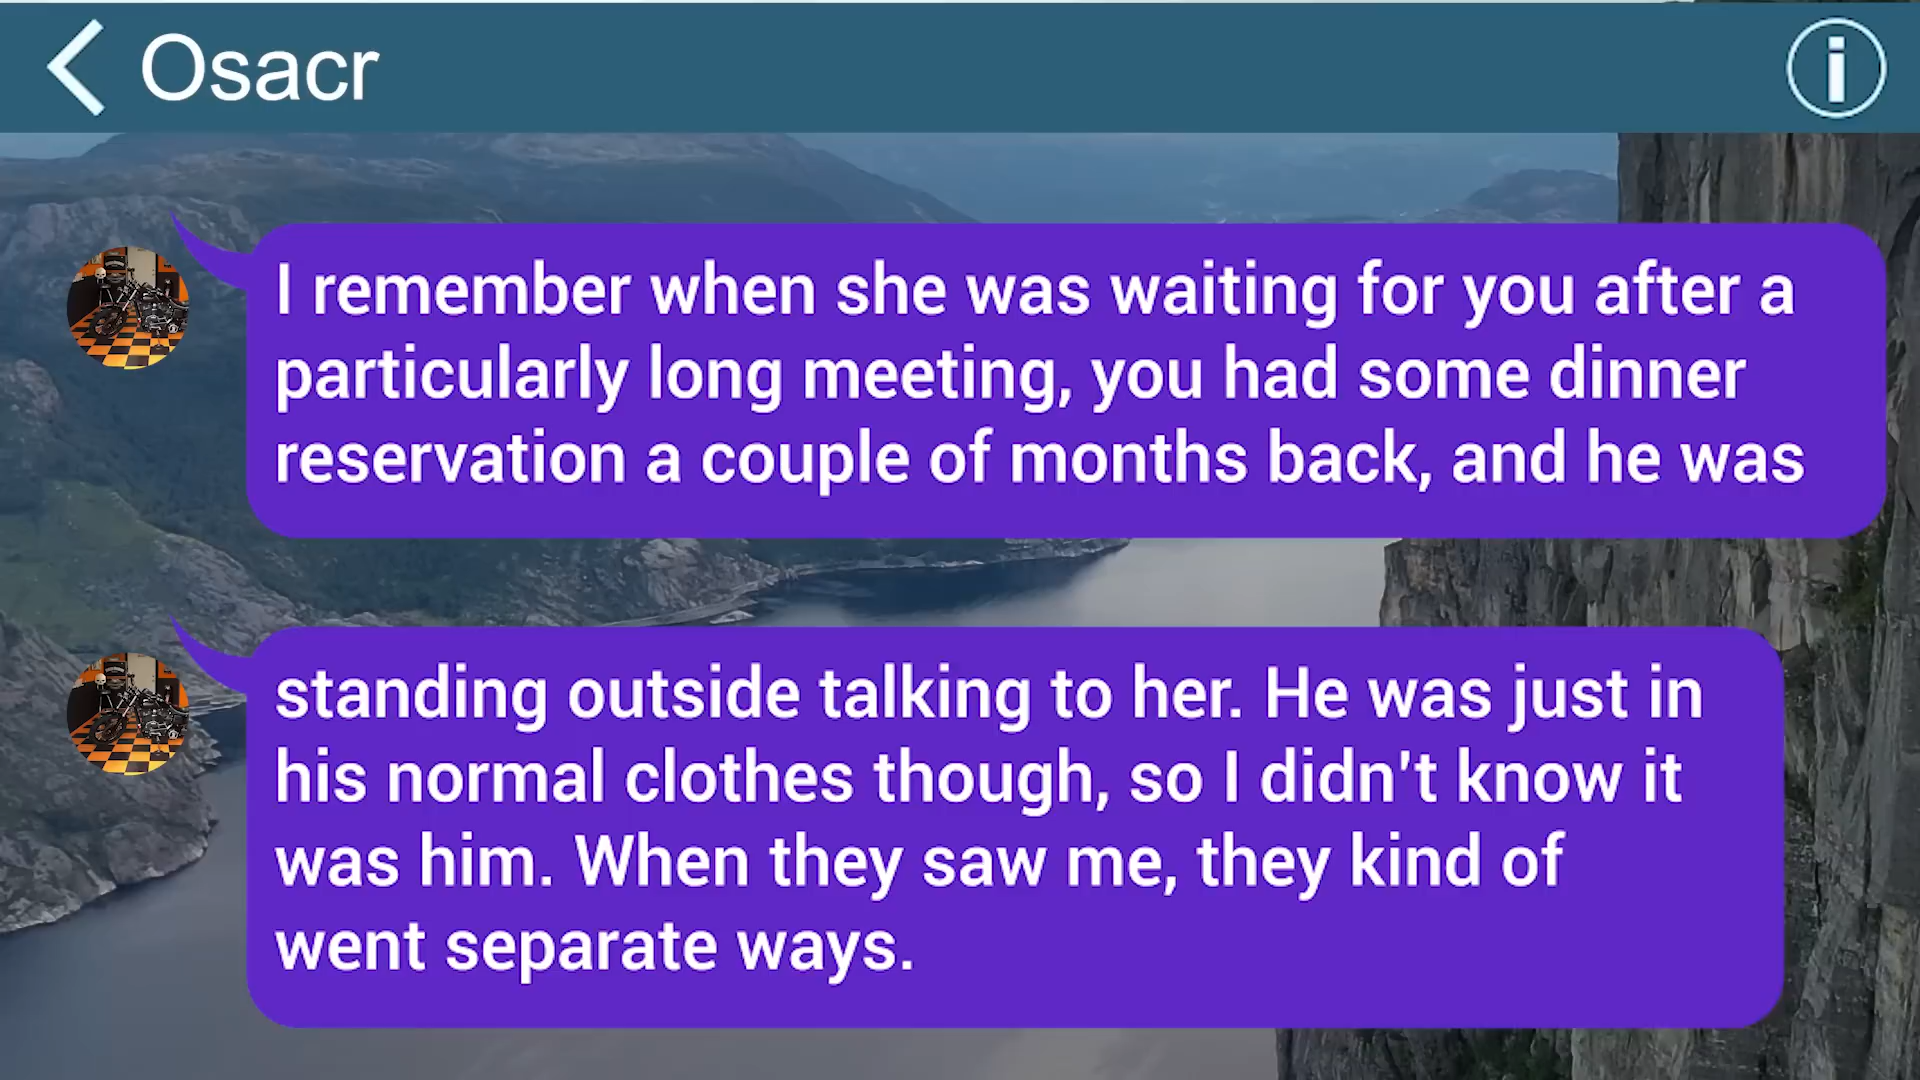 Osacr
I remember when she was waiting for you after a
particularly long meeting, you had some dinner
reservation a couple of months back, and he was
standing outside talking to her. He was just in
his normal clothes though, so I didn't know it
was him. When they saw me, they kind of
went separate ways.